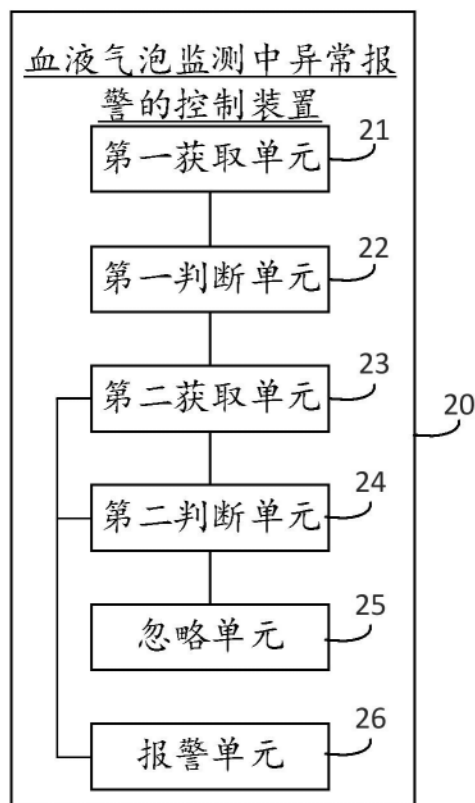 血液气泡监测中异常报
警的控制装置
21
第一获取单元
22
第一判断单元
23
第二获取单元
20
24
第二判断单元
25
忽略单元
26
报警单元